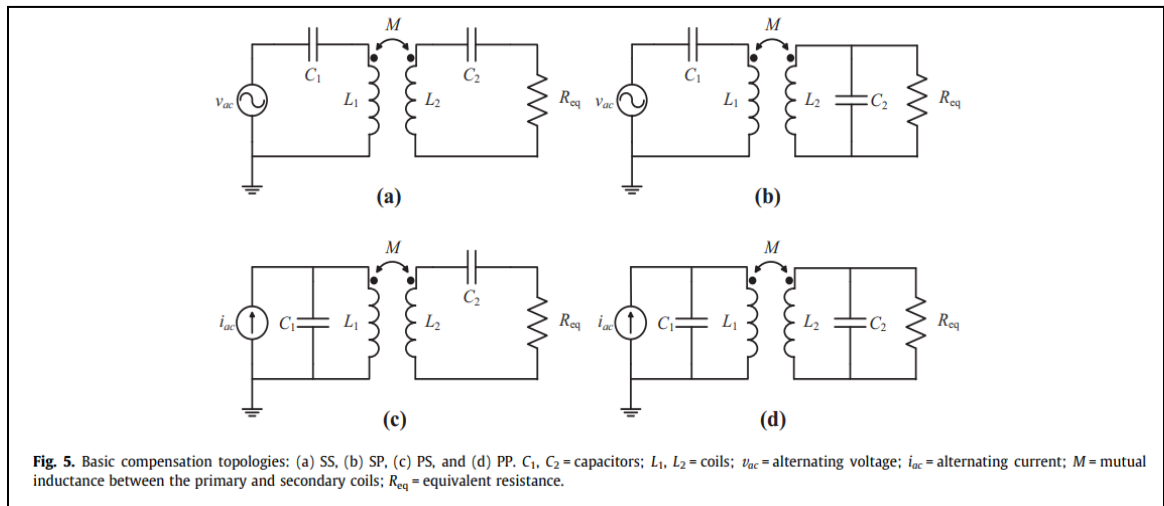 M
M
C1
C2
C1
vac
L1
L2
Req
vac
L1
L2
C2
Req
(a)
(b)
M
M
C2
iac
C1
L1
L2
Req
iac
C1
L1
L2
C2
Req
(c)
(d)
Fig. 5. Basic compensation topologies: (a) SS, (b) SP, (c) PS, and (d) PP. C1, C2 = capacitors; L1, L2 = coils; vac = alternating voltage; iac = alternating current; M = mutual
inductance between the primary and secondary coils; Req = equivalent resistance.